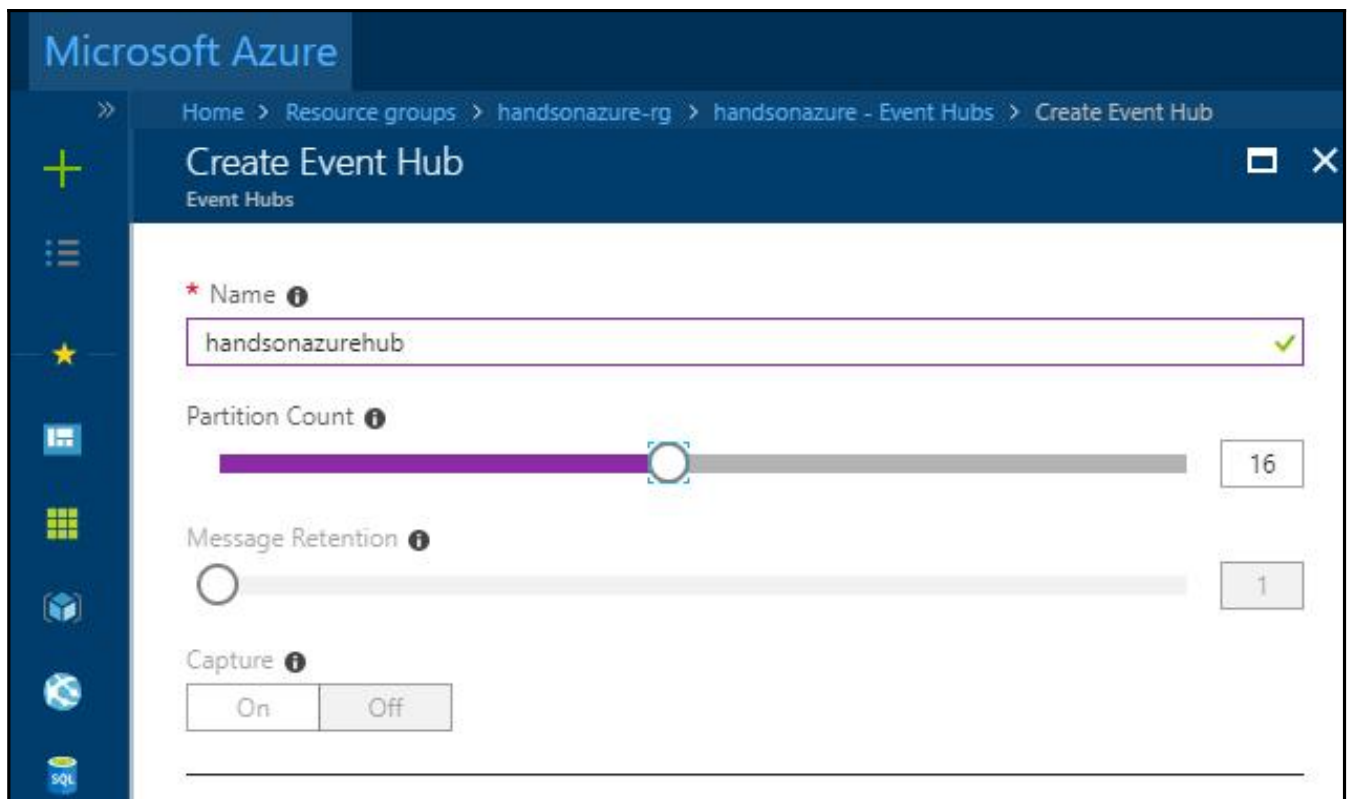 Microsoft Azure
Home > Resource groups > handsonazure-rg > handsonazure - Event Hubs > Create Event Hub
Create Event Hub
Event Hubs
* Name
handsonazurehub
Partition Count
16
Message Retention
1
Capture
On Off
SQL